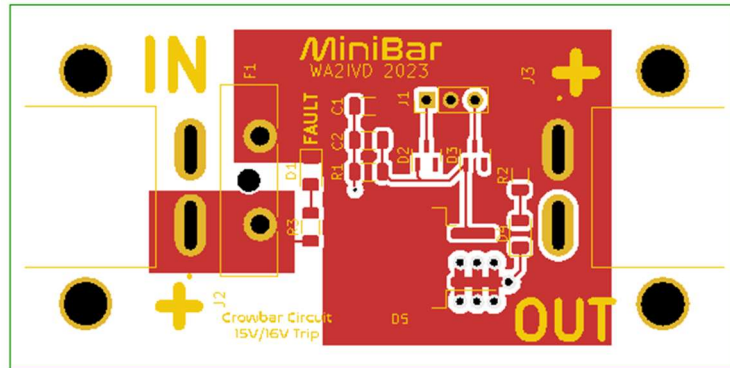 IN
MiniBar
WA2IVD 2023
F1
J3
+
FAULT
C1
J1
C2
D2
D3
R1
R2
D1
R3
D4
J2
+
Crowbar Circuit
15V/16V Trip
D5
OUT